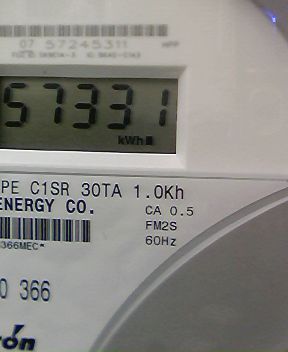 07 57245311
57331
kWh
PE C1SR 30TA 1.0Kh
ENERGY CO.
CA 0.5
FM2S
60Hz
366MEC*
0 366
rón